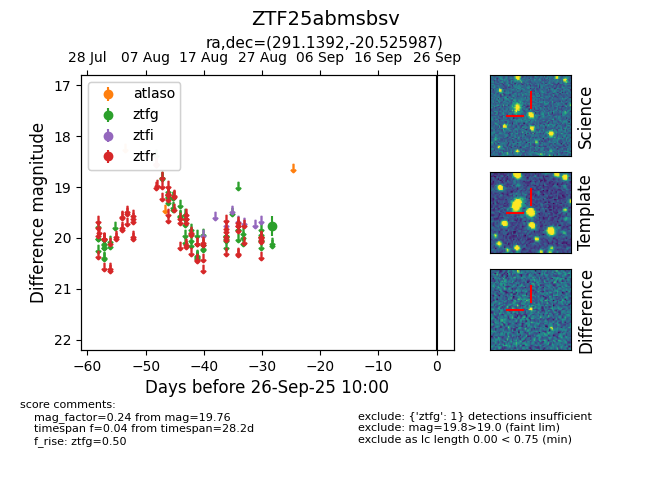 ZTF25abmsbsv
ra,dec=(291.1392,-20.525987)
28 Jul 07 Aug 17 Aug 27 Aug 06 Sep 16 Sep 26 Sep
atlaso
ztfg
ztfi
ztfr
17
18
19
20
21
22
Difference magnitude
−60 −50 −40 −30 −20 −10 0
Days before 26-Sep-25 10:00
Science
Template
Difference
score comments:
mag_factor=0.24 from mag=19.76
timespan f=0.04 from timespan=28.2d
f_rise: ztfg=0.50
exclude: {'ztfg': 1} detections insufficient
exclude: mag=19.8>19.0 (faint lim)
exclude as lc length 0.00 < 0.75 (min)